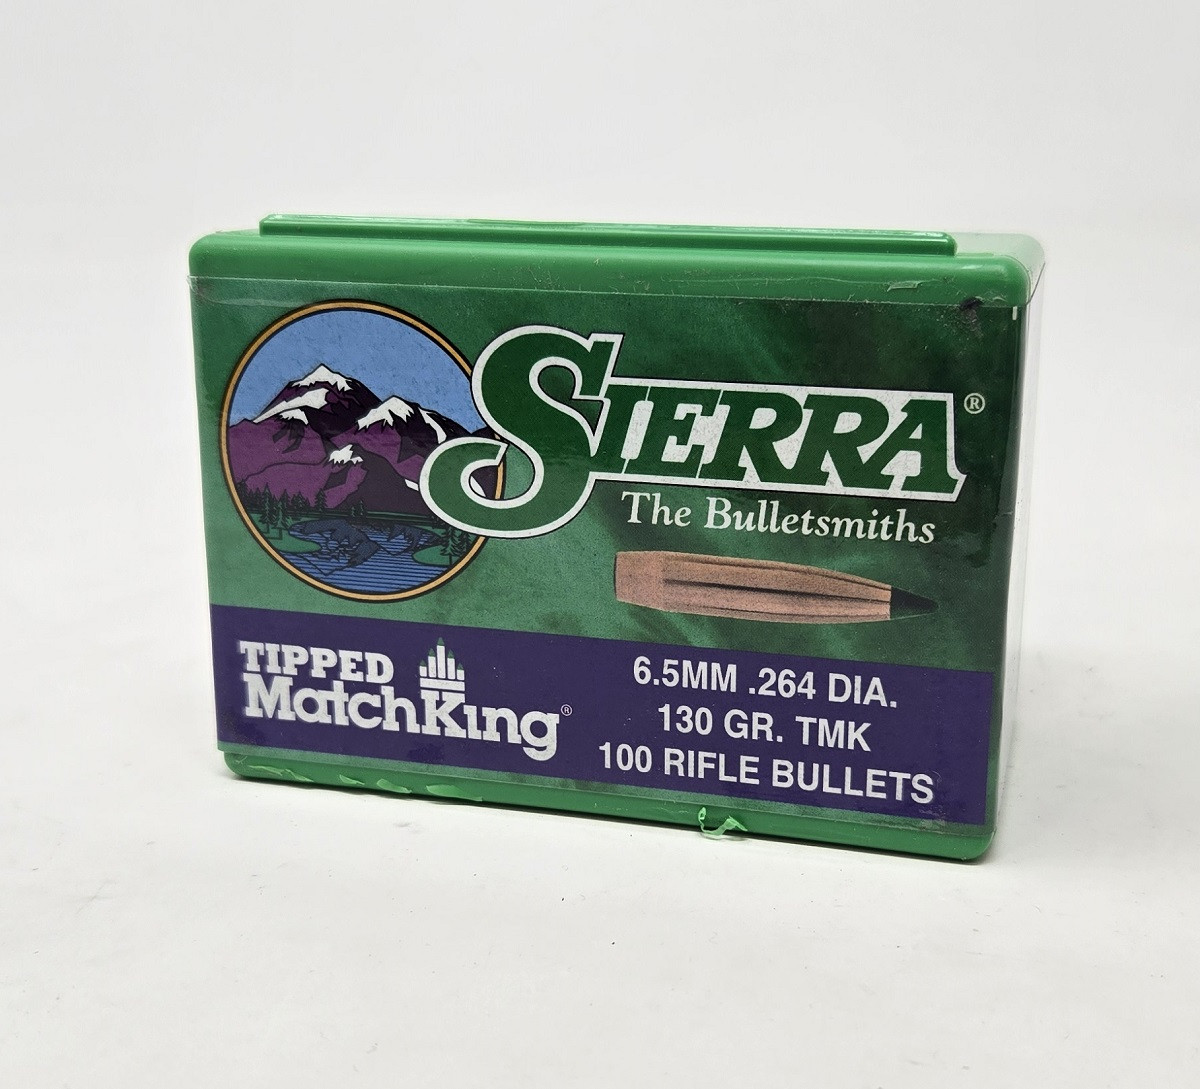 SIERRA®
The Bulletsmiths
TIPPED
MatchKing®
6.5MM .264 DIA.
130 GR. TMK
100 RIFLE BULLETS